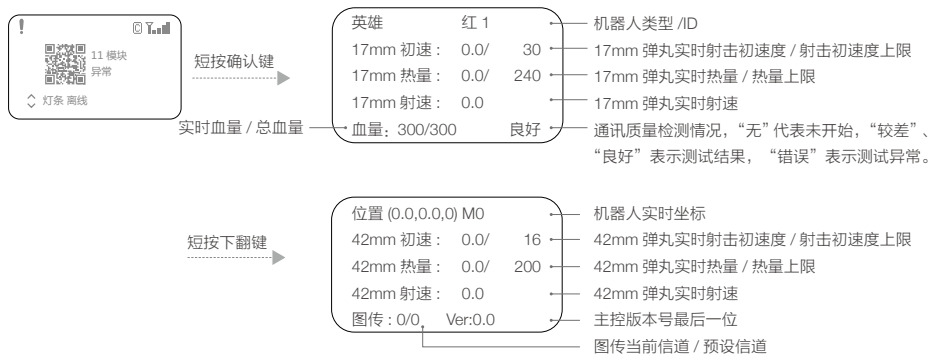 ! C
11 模块
异常
灯条 离线
短按确认键
英雄 红 1
17mm 初速： 0.0/ 30
17mm 热量： 0.0/ 240
17mm 射速： 0.0
血量：300/300 良好
实时血量 / 总血量
机器人类型 /ID
17mm 弹丸实时射击初速度 / 射击初速度上限
17mm 弹丸实时热量 / 热量上限
17mm 弹丸实时射速
通讯质量检测情况，“无”代表未开始，“较差”、
“良好”表示测试结果， “错误”表示测试异常。
短按下翻键
位置 (0.0,0.0,0) M0
42mm 初速： 0.0/ 16
42mm 热量： 0.0/ 200
42mm 射速： 0.0
图传 : 0/0 Ver:0.0
机器人实时坐标
42mm 弹丸实时射击初速度 / 射击初速度上限
42mm 弹丸实时热量 / 热量上限
42mm 弹丸实时射速
主控版本号最后一位
图传当前信道 / 预设信道